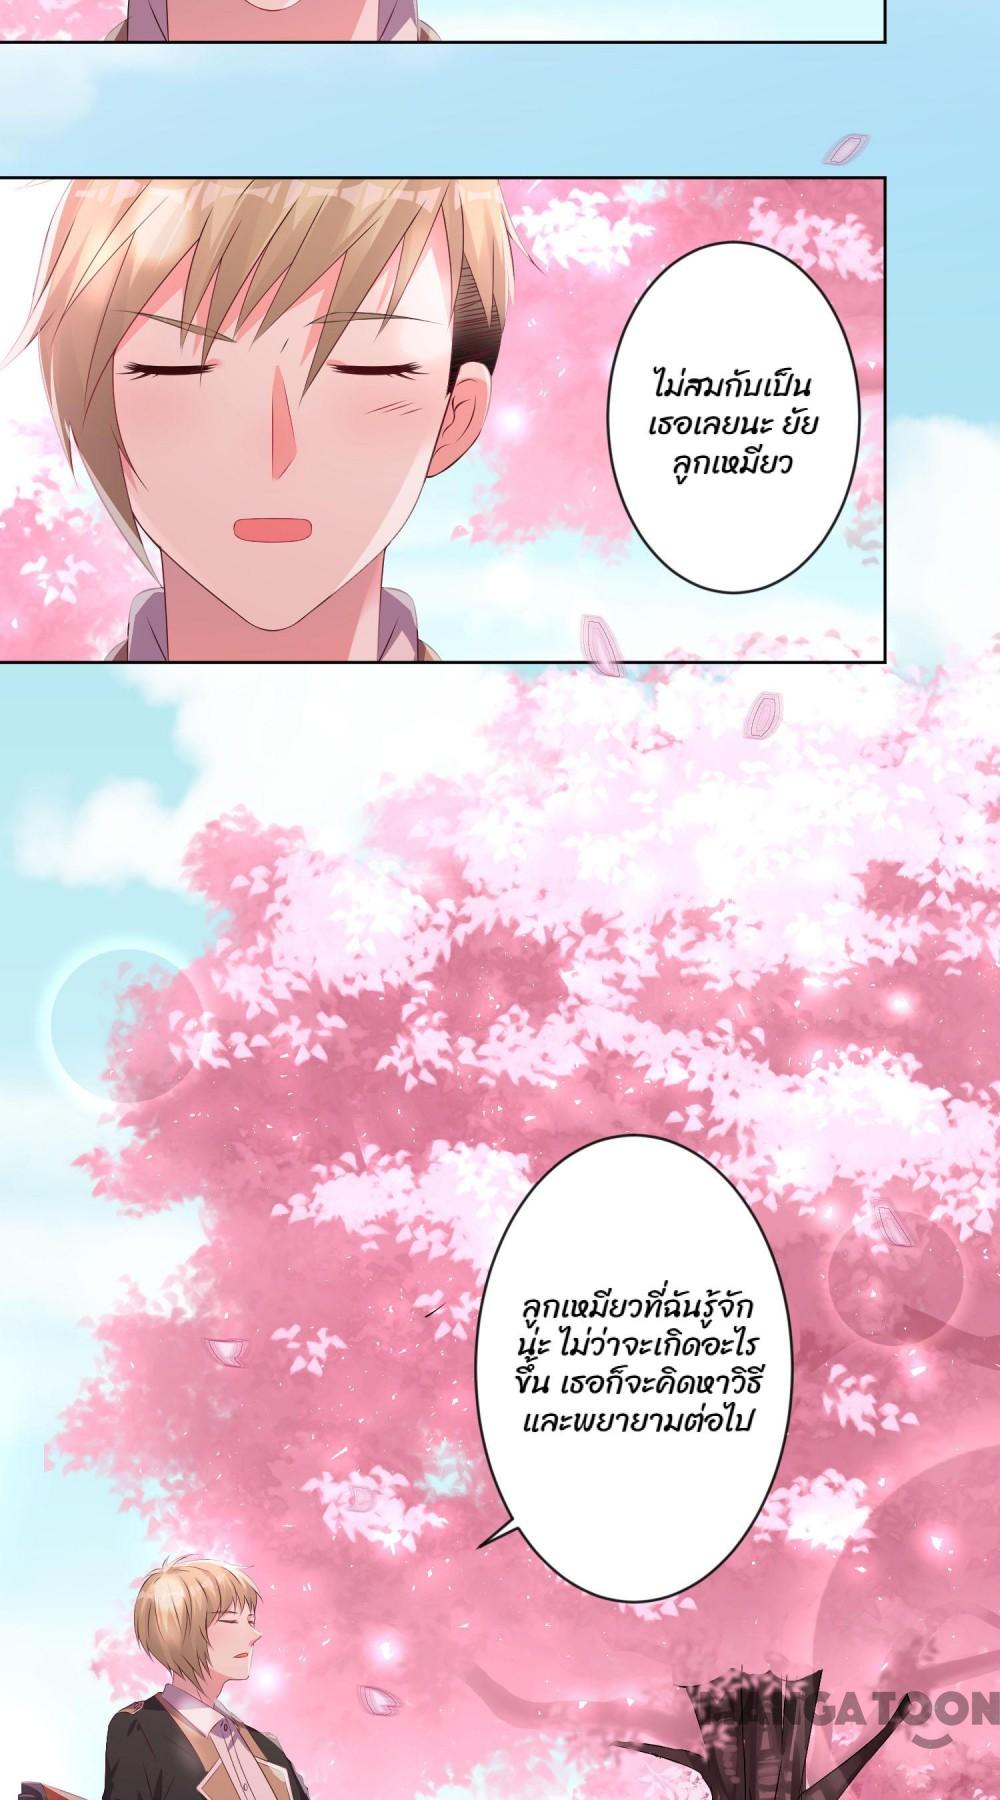 ไม่สมกับเป็น
เธอเลยนะ ยัย
ลูกเหมียว
ลูกเหมียวที่ฉันรู้จัก
น่ะ ไม่ว่าจะเกิดอะไร
ขึ้น เธอก็จะคิดหาวิธี
และพยายามต่อไป
MANGATOON